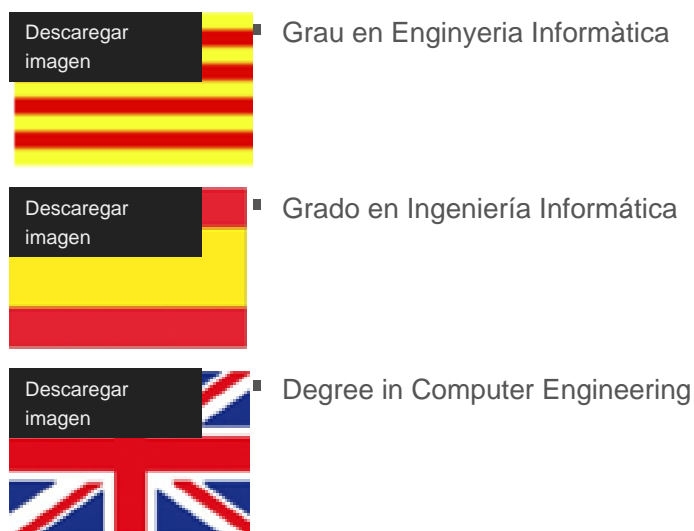 Descaregar
imagen
Grau en Enginyeria Informàtica
Descaregar
imagen
Grado en Ingeniería Informática
Descaregar
imagen
Degree in Computer Engineering